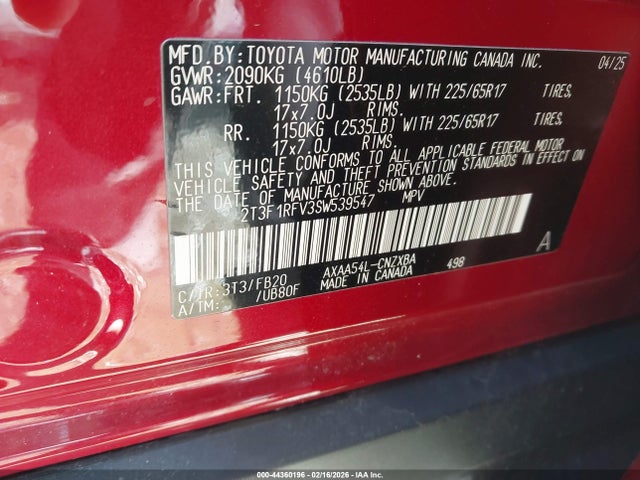 MFD.BY:TOYOTA MOTOR MANUFACTURING CANADA INC. 04/25
GVWR:2090KG (4610LB)
GAWR:FRT. 1150KG (2535LB) WITH 225/65R17 TIRES,
17x7.0J RIMS.
RR. 1150KG (2535LB) WITH 225/65R17 TIRES,
17x7.0J RIMS.
THIS VEHICLE CONFORMS TO ALL APPLICABLE FEDERAL MOTOR
VEHICLE SAFETY AND THEFT PREVENTION STANDARDS IN EFFECT ON
THE DATE OF MANUFACTURE SHOWN ABOVE.
2T3F1RFV3SW539547 MPV
A
C/TR:3T3/FB20 AXAA54L-CNZXBA 498
A/TM: /UB80F MADE IN CANADA
000-44360196 - 02/16/2026 - IAA, LLC.